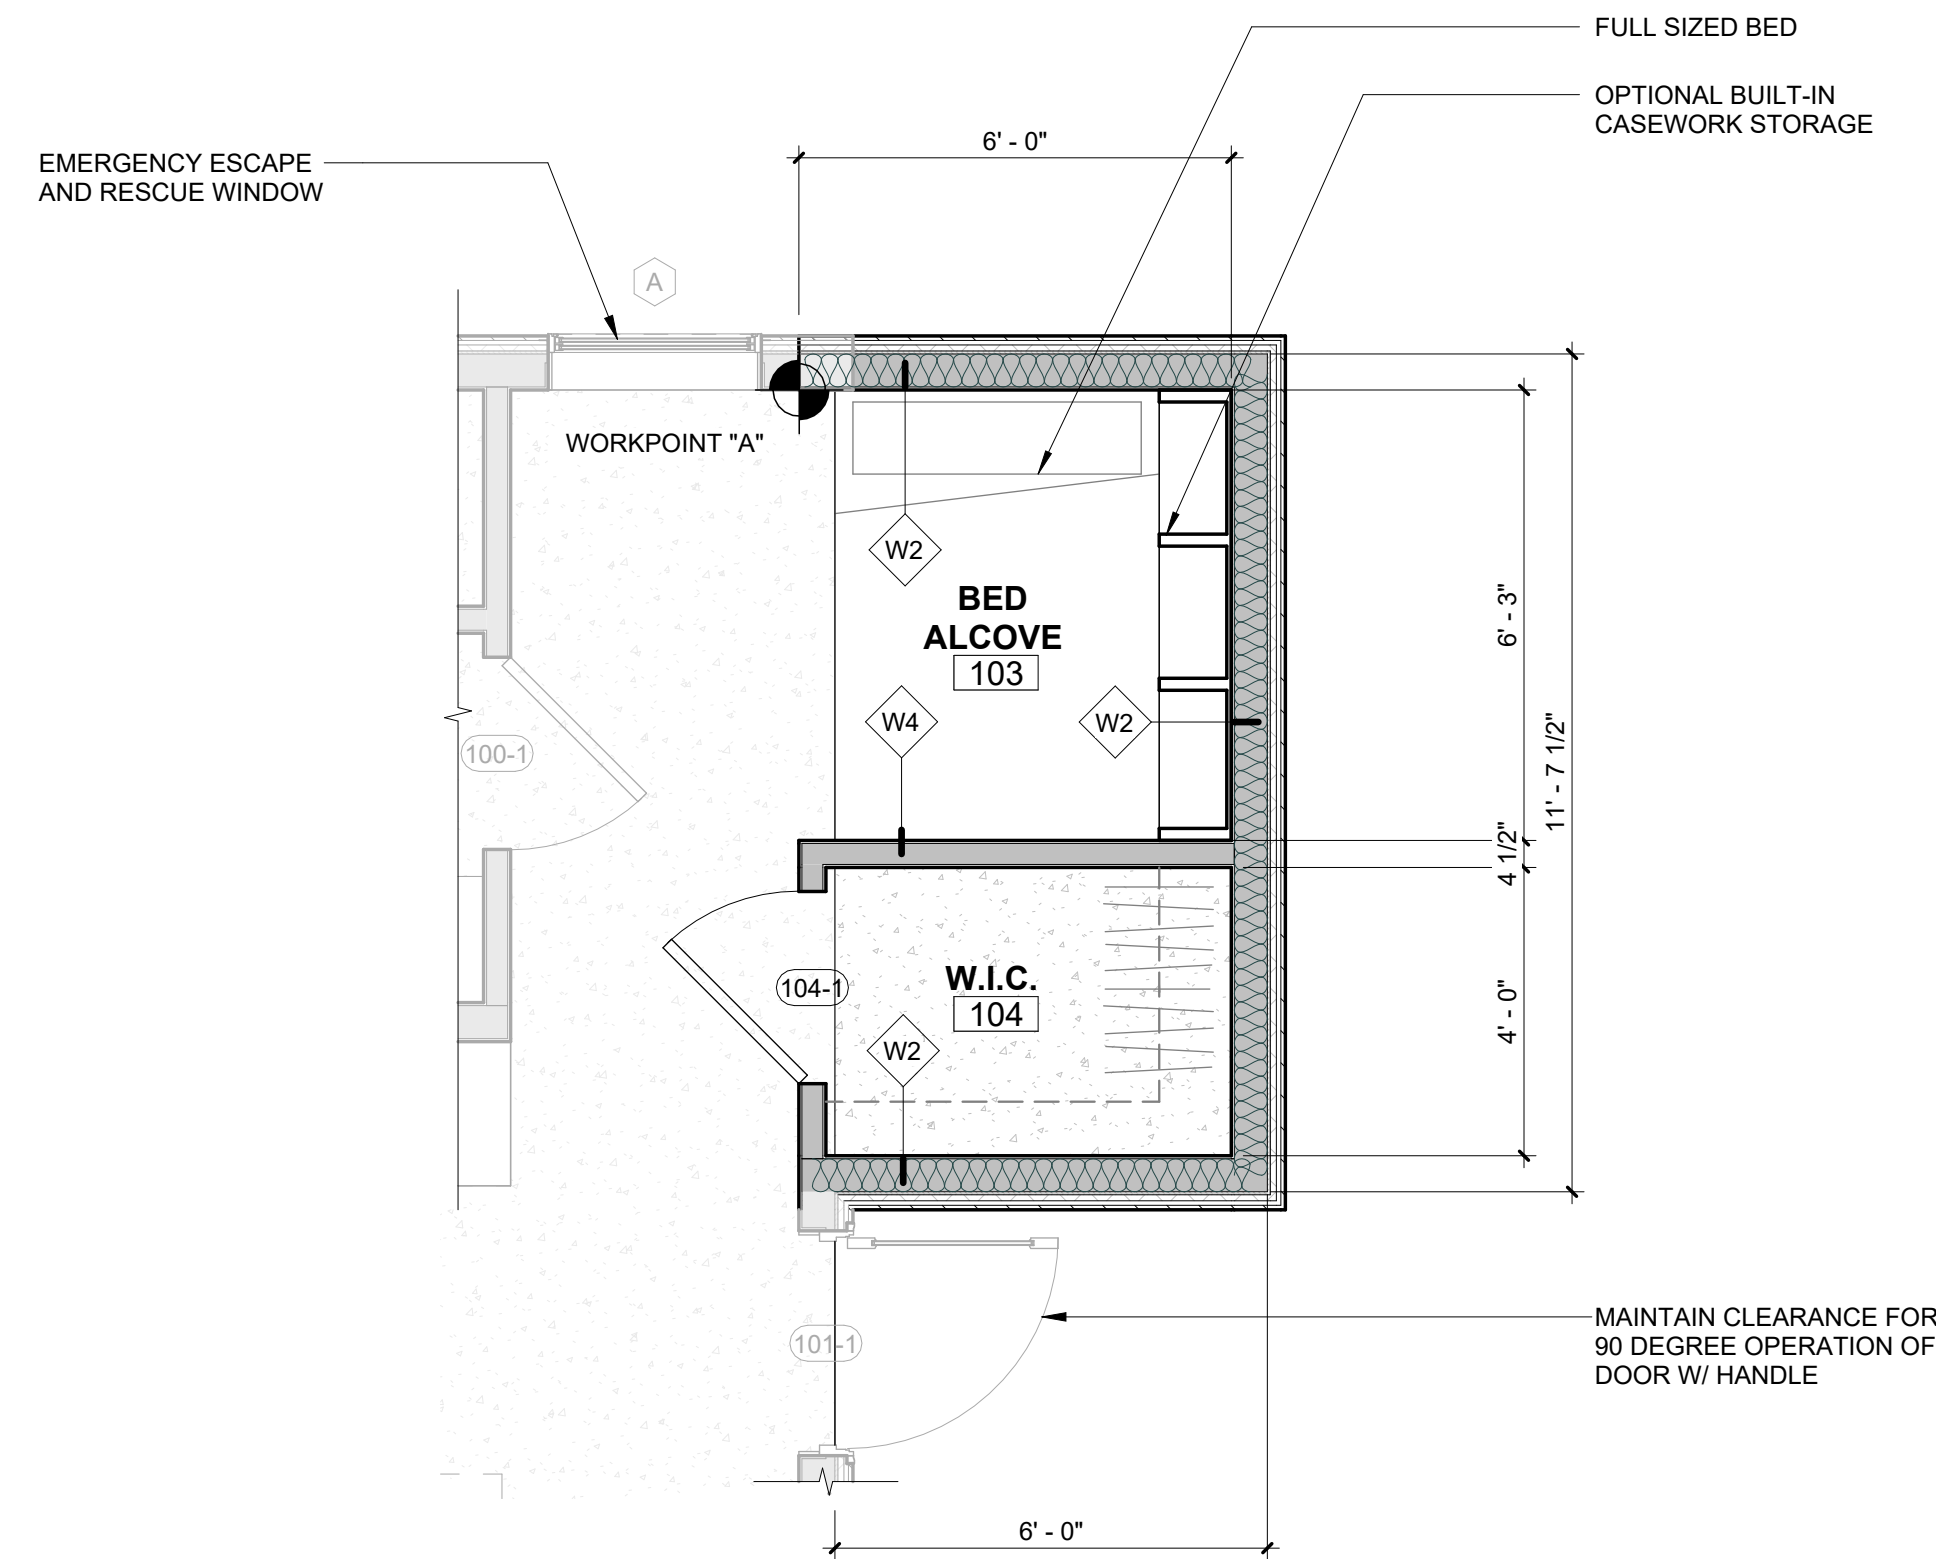 FULL SIZED BED
OPTIONAL BUILT-IN
CASEWORK STORAGE
6' - 0"
EMERGENCY ESCAPE
AND RESCUE WINDOW
A
WORKPOINT "A"
W2
BED
ALCOVE
103
6' - 3"
W4
W2
11' - 7 1/2"
100-1
4 1/2"
W.I.C.
104-1
104
4' - 0"
W2
MAINTAIN CLEARANCE FOR
90 DEGREE OPERATION OF
DOOR W/ HANDLE
101-1
6' - 0"